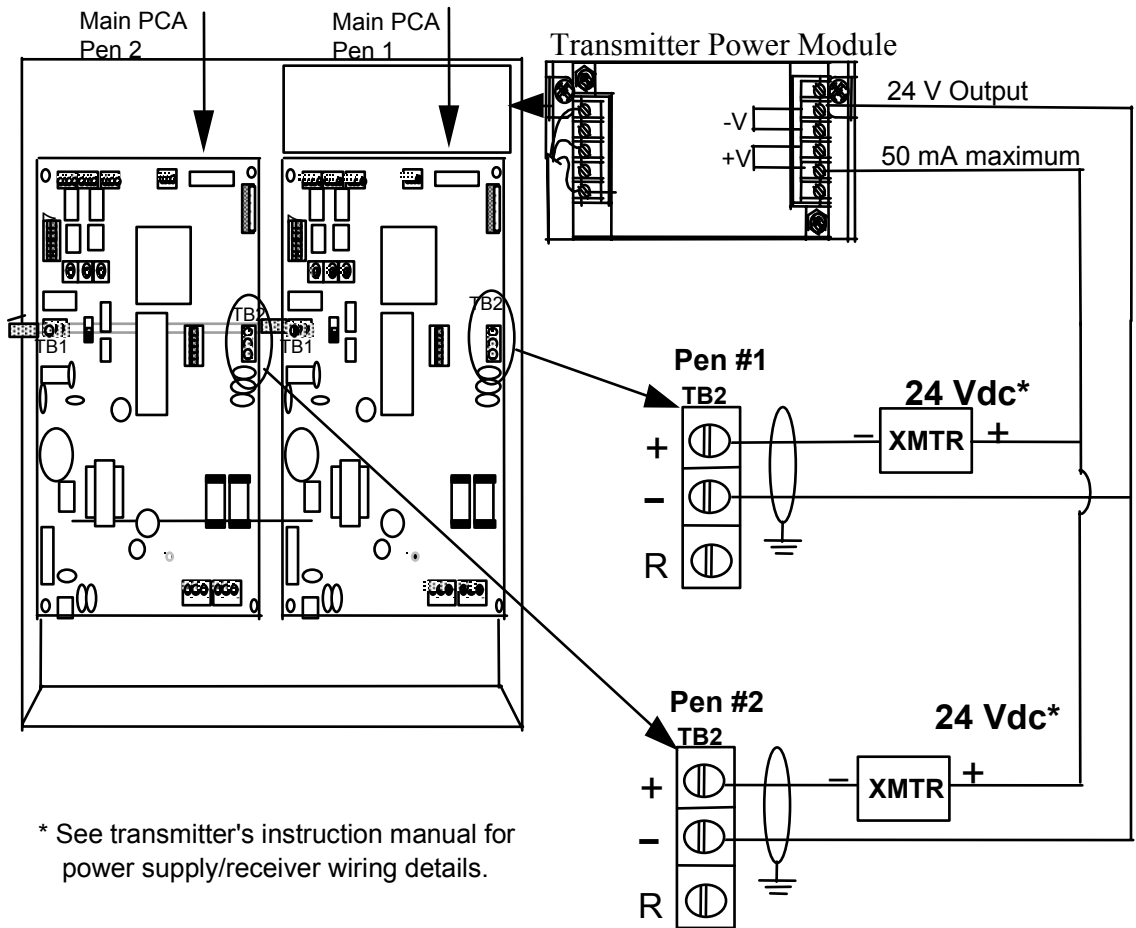 Main PCA
Pen 2
Main PCA
Pen 1
Transmitter Power Module
24 V Output
-V
+V
50 mA maximum
TB2
TB2
TB1
TB1
Pen #1
TB2
24 Vdc*
+
− XMTR +
−
R
Pen #2
TB2
24 Vdc*
+
− XMTR +
−
R
* See transmitter's instruction manual for
power supply/receiver wiring details.